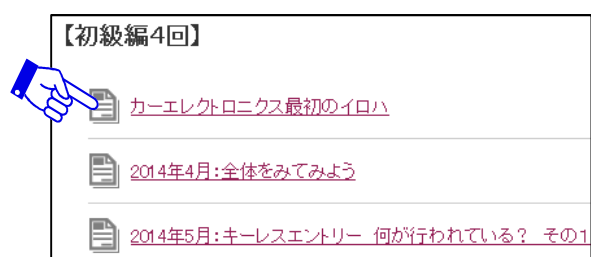 【初級編4回】
カーエレクトロニクス最初のイロハ
2014年4月:全体をみてみよう
2014年5月:キーレスエントリー 何が行われている? その1